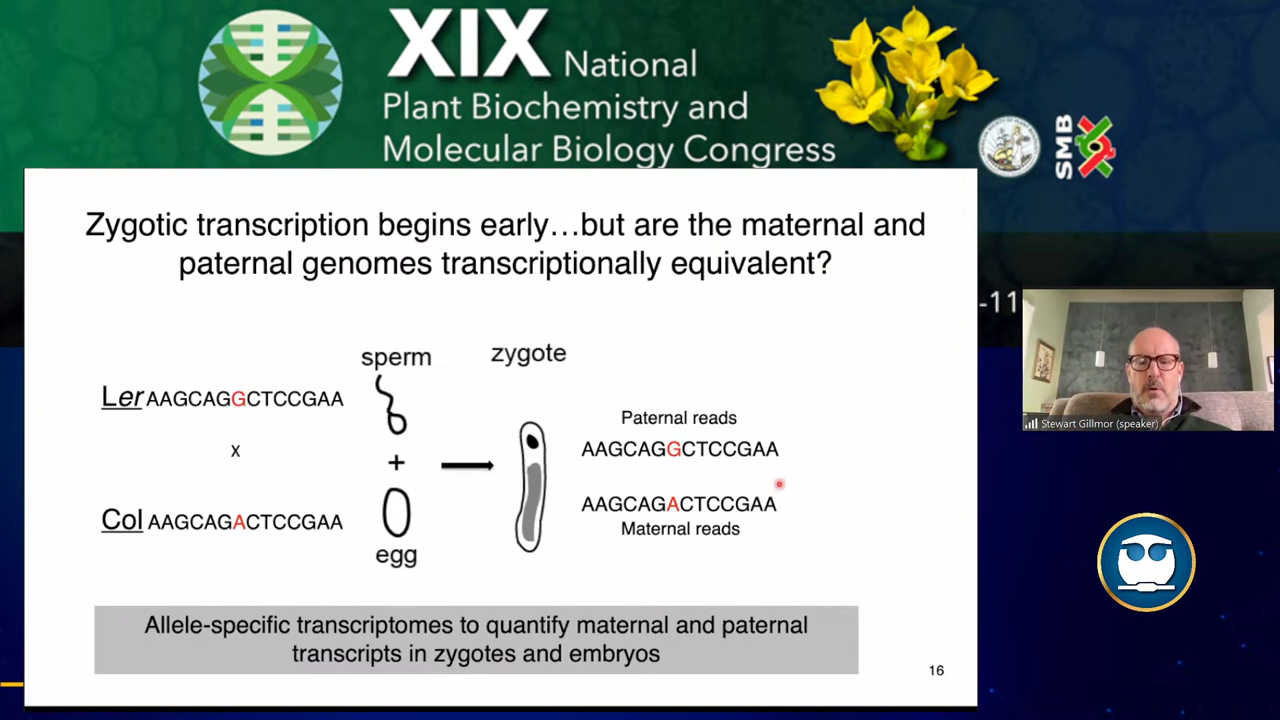 XIX National
Plant Biochemistry and
Molecular Biology Congress
SMB
Zygotic transcription begins early…but are the maternal and
paternal genomes transcriptionally equivalent?
-11
sperm
zygote
Ler AAGCAGGCTCCGAA
x
+
Col AAGCAGACTCCGAA
egg
Paternal reads
AAGCAGGCTCCGAA
AAGCAGACTCCGAA
Maternal reads
Stewart Gillmor (speaker)
Allele-specific transcriptomes to quantify maternal and paternal
transcripts in zygotes and embryos
16